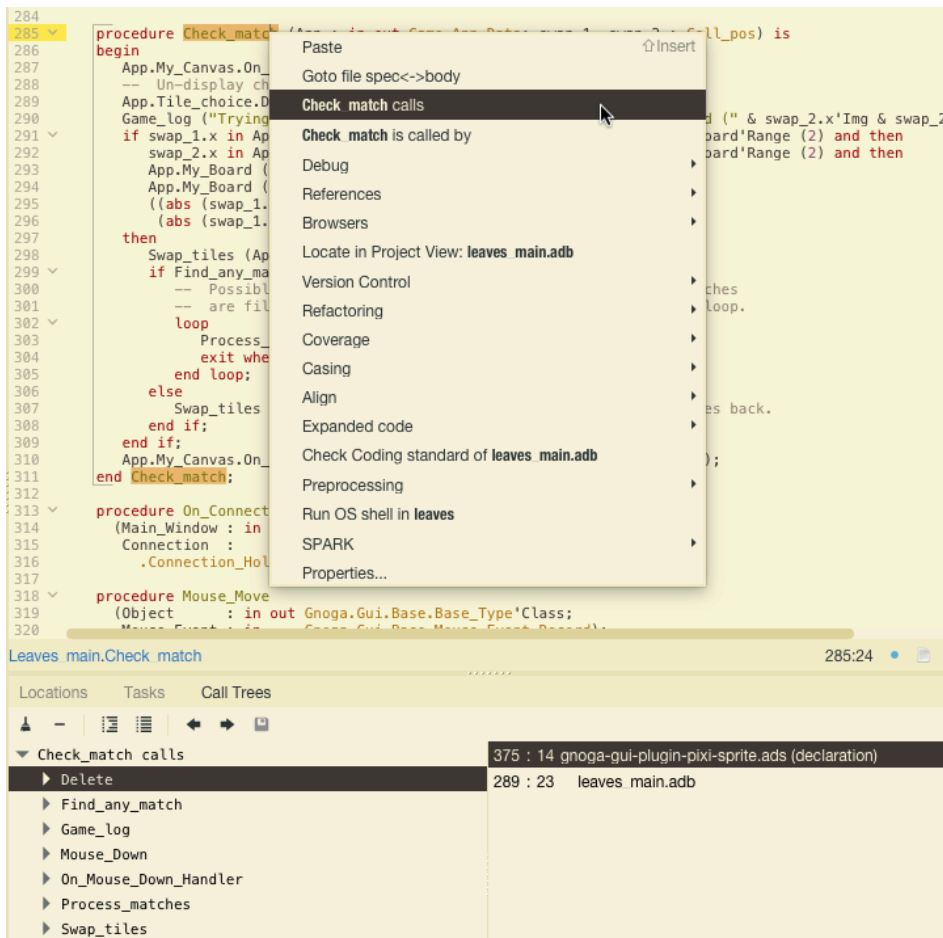 284
285 procedure Check_match
Paste ⇧Insert
286 begin
Goto file spec<->body
287 App.My_Canvas.On_
288 -- Un-display ch
289 App.Tile_choice.D
Check_match calls
290 Game_log ("Trying d (" & swap_2.x'Img & swap_2
291 if swap_1.x in Ap oard'Range (2) and then
Check_match is called by
292 swap_2.x in Ap oard'Range (2) and then
293 App.My_Board (
Debug
294 App.My_Board (
References
295 ((abs (swap_1.
296 (abs (swap_1.
Browsers
297 then
298 Swap_tiles (Ap
Locate in Project View: leaves_main.adb
299 if Find_any_ma
300 -- Possibl ches
Version Control
301 -- are fil loop.
Refactoring
302 loop
303 Process_
Coverage
304 exit whe
305 end loop;
Casing
306 else
307 Swap_tiles es back.
Align
308 end if;
Expanded code
309 end if;
310 App.My_Canvas.On_ );
Check Coding standard of leaves_main.adb
311 end Check_match;
Preprocessing
312
313 procedure On_Connect
Run OS shell in leaves
314 (Main_Window : in
315 Connection :
SPARK
316 .Connection_Hol
Properties...
317
318 procedure Mouse_Move
319 (Object : in out Gnoga.Gui.Base.Base_Type'Class;
320
Leaves_main.Check_match 285:24
Locations Tasks Call Trees
Check_match calls
375 : 14 gnoga-gui-plugin-pixi-sprite.ads (declaration)
Delete
289 : 23 leaves_main.adb
Find_any_match
Game_log
Mouse_Down
On_Mouse_Down_Handler
Process_matches
Swap_tiles